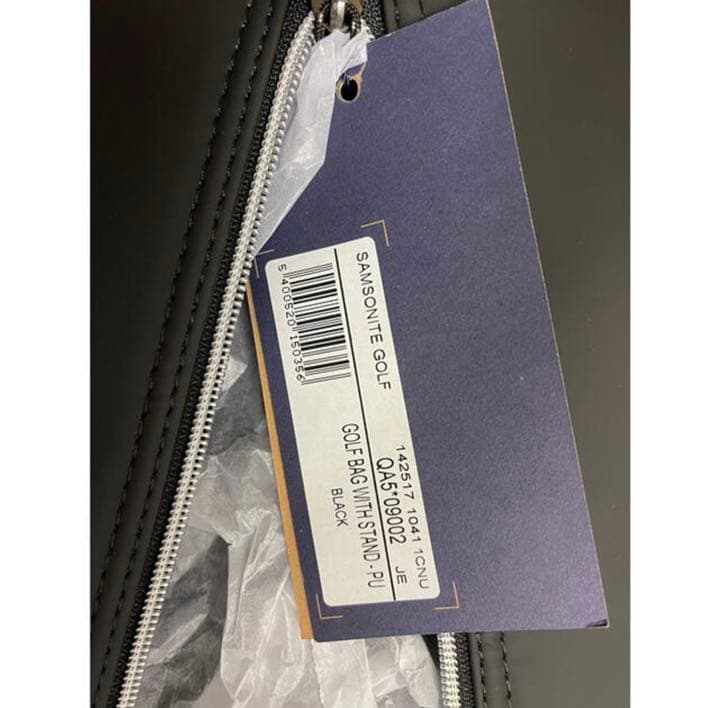 SAMSONITE GOLF
142517 1041 1CNU
QA5*09002 JE
GOLF BAG WITH STAND - PU
BLACK
5 400520 150356